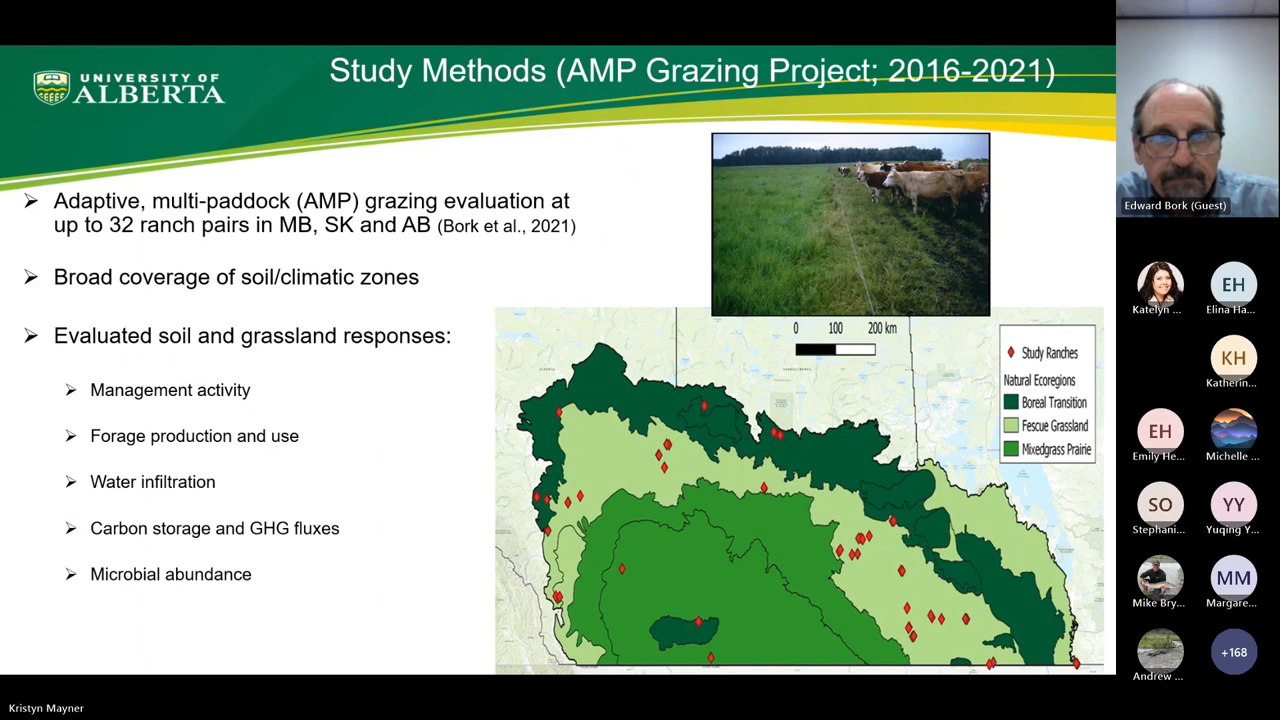 UNIVERSITY OF
ALBERTA
Study Methods (AMP Grazing Project; 2016-2021)
➢ Adaptive, multi-paddock (AMP) grazing evaluation at
up to 32 ranch pairs in MB, SK and AB (Bork et al., 2021)
➢ Broad coverage of soil/climatic zones
➢ Evaluated soil and grassland responses:
➢ Management activity
➢ Forage production and use
➢ Water infiltration
➢ Carbon storage and GHG fluxes
➢ Microbial abundance
0 100 200 km
Study Ranches
Natural Ecoregions
Boreal Transition
Fescue Grassland
Mixedgrass Prairie
Edward Bork (Guest)
Katelyn ...
EH
Elina Ha...
KH
Katherin...
EH
Emily He...
Michelle ...
SO
Stephani...
YY
Yuqing Y...
Mike Bry...
MM
Margare...
Andrew ...
+168
Kristyn Mayner